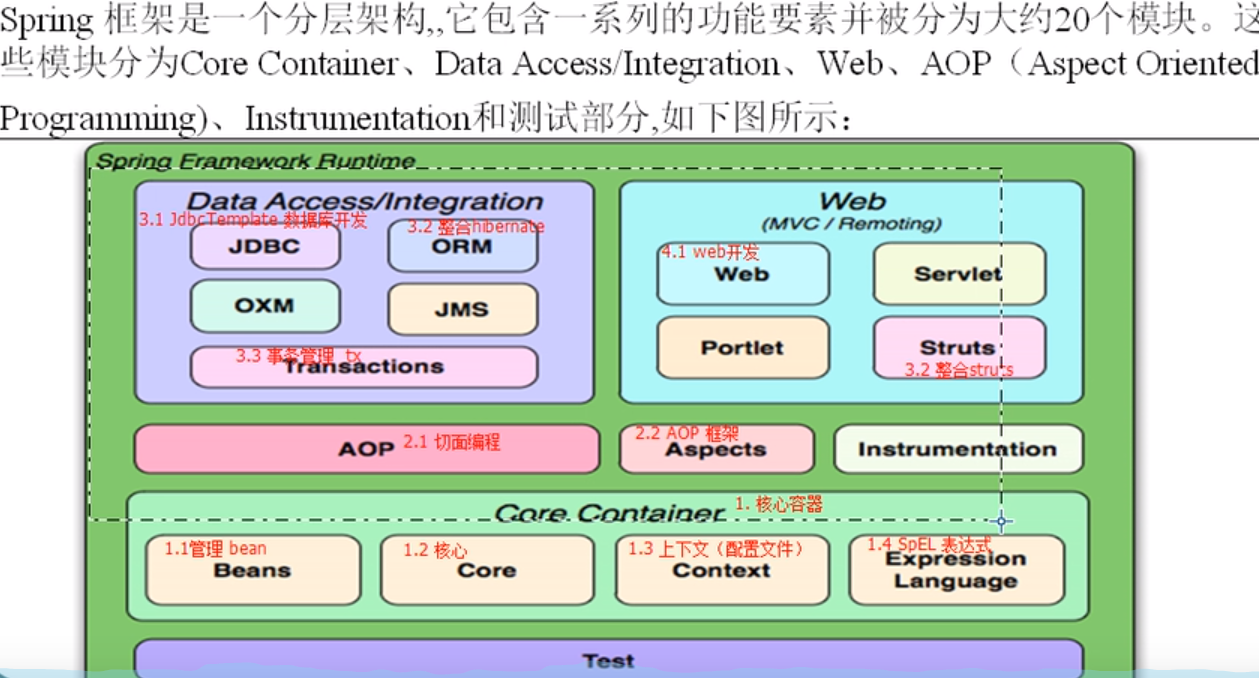 Spring 框架是一个分层架构,,它包含一系列的功能要素并被分为大约20个模块。这
些模块分为Core Container、Data Access/Integration、Web、AOP（Aspect Oriented
Programming)、Instrumentation和测试部分,如下图所示：
Spring Framework Runtime
Data Access/Integration
3.1 JdbcTemplate 数据库开发
JDBC
3.2 整合hibernate
ORM
OXM
JMS
3.3 事务管理 tx
Transactions
Web
(MVC / Remoting)
4.1 web开发
Web
Servlet
Portlet
Struts
3.2 整合struts
AOP 2.1 切面编程
2.2 AOP 框架
Aspects
Instrumentation
Core Container 1. 核心容器
1.1管理 bean
Beans
1.2 核心
Core
1.3 上下文（配置文件）
Context
1.4 SpEL 表达式
Expression
Language
Test